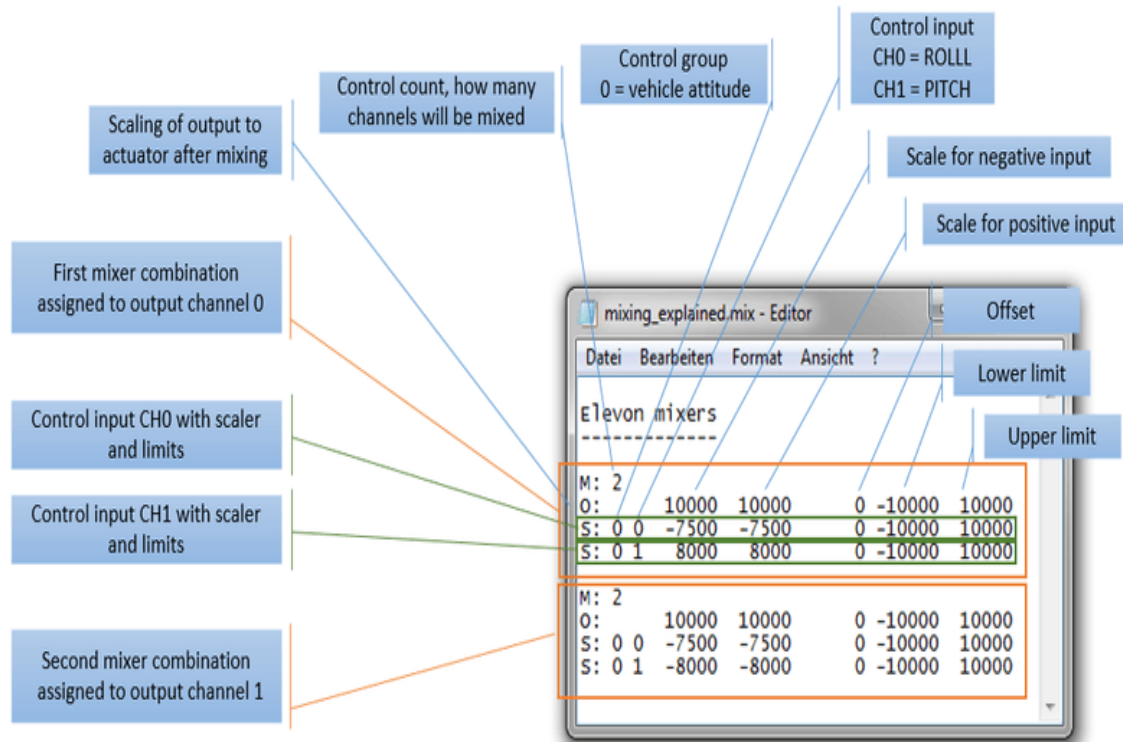 Control input
CH0 = ROLLL
CH1 = PITCH
Control group
0 = vehicle attitude
Control count, how many
channels will be mixed
Scaling of output to
actuator after mixing
Scale for negative input
Scale for positive input
First mixer combination
assigned to output channel 0
Offset
Lower limit
Upper limit
Control input CH0 with scaler
and limits
Control input CH1 with scaler
and limits
Second mixer combination
assigned to output channel 1
mixing_explained.mix - Editor
Datei Bearbeiten Format Ansicht ?
Elevon mixers
-------------
M: 2
O: 10000 10000 0 -10000 10000
S: 0 0 -7500 -7500 0 -10000 10000
S: 0 1 8000 8000 0 -10000 10000
M: 2
O: 10000 10000 0 -10000 10000
S: 0 0 -7500 -7500 0 -10000 10000
S: 0 1 -8000 -8000 0 -10000 10000